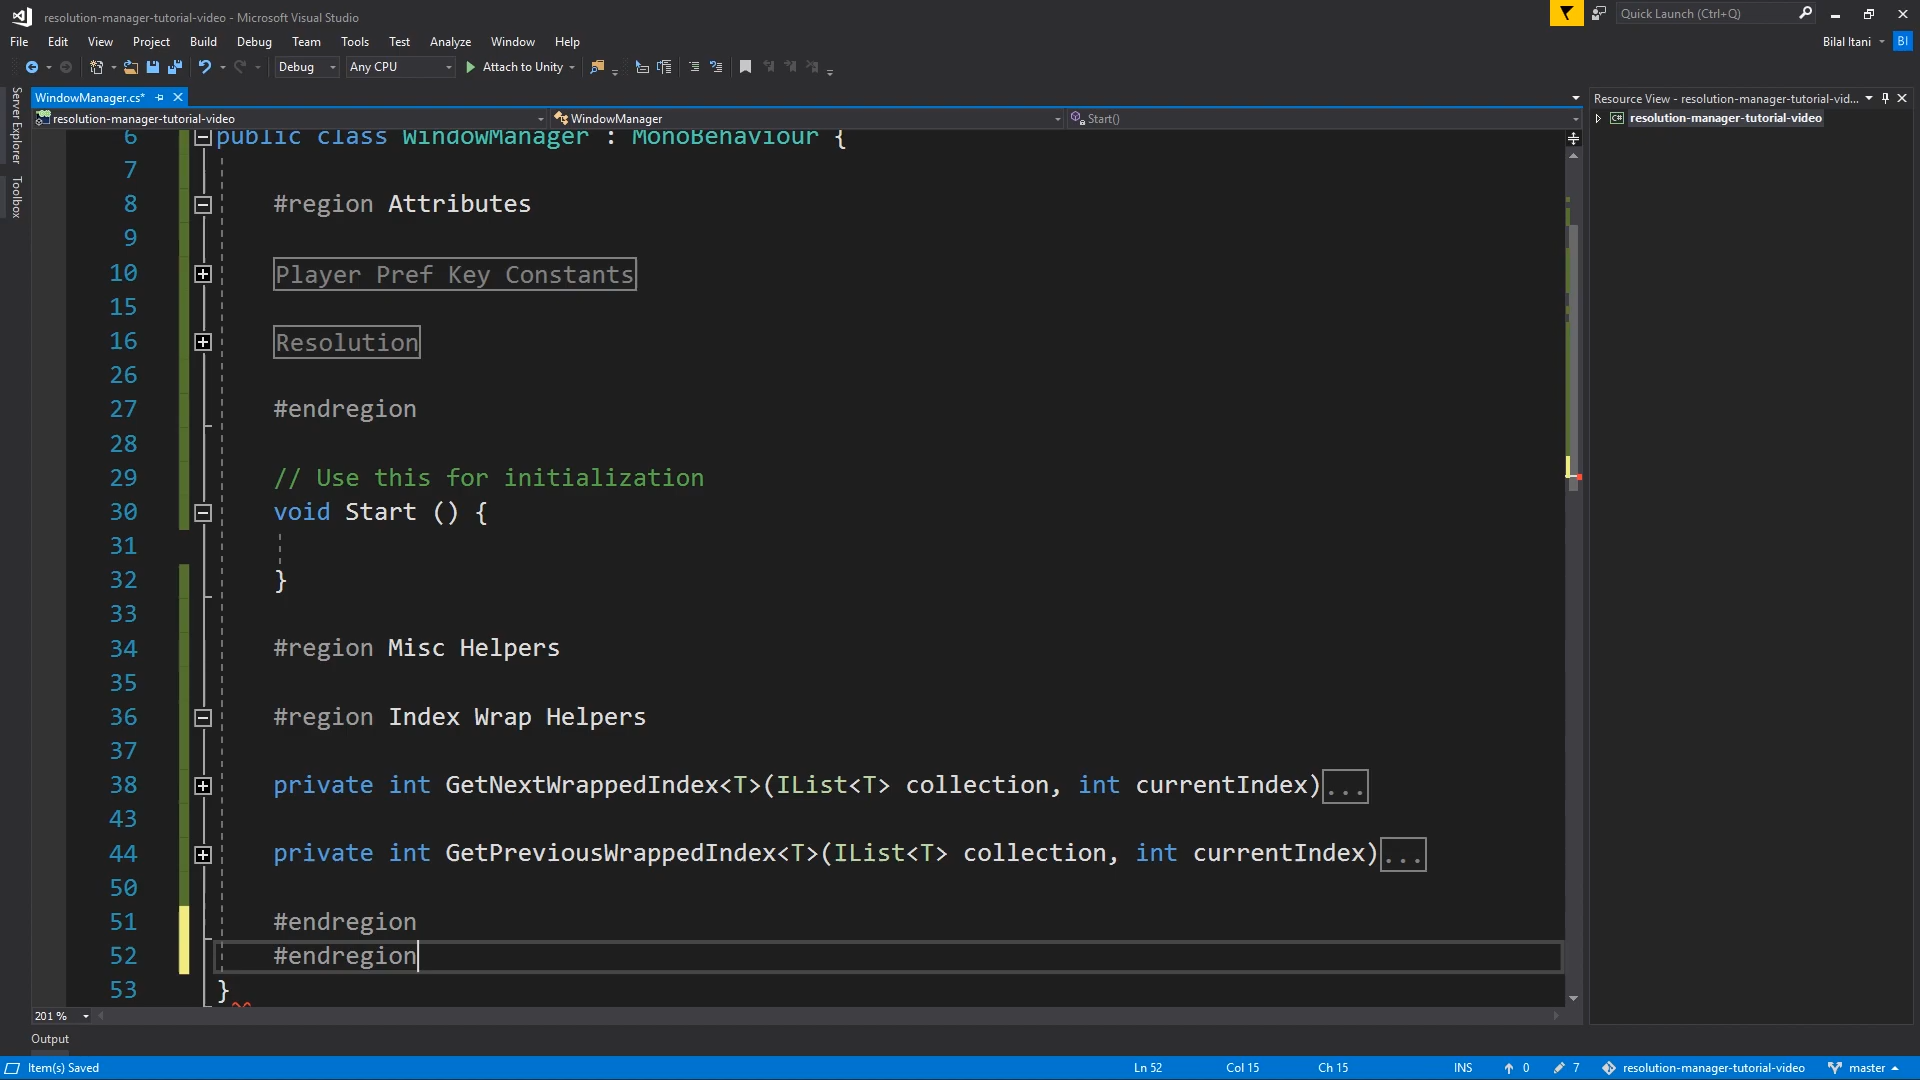 resolution-manager-tutorial-video - Microsoft Visual Studio
Quick Launch (Ctrl+Q)
File Edit View Project Build Debug Team Tools Test Analyze Window Help
Bilal Itani
BI
Debug
Any CPU
Attach to Unity
Server Explorer
Toolbox
WindowManager.cs*
resolution-manager-tutorial-video
WindowManager
Start()
Resource View - resolution-manager-tutorial-vid...
C# resolution-manager-tutorial-video
6 public class WindowManager : MonoBehaviour {
7
8 #region Attributes
9
10 Player Pref Key Constants
15
16 Resolution
26
27 #endregion
28
29 // Use this for initialization
30 void Start () {
31
32 }
33
34 #region Misc Helpers
35
36 #region Index Wrap Helpers
37
38 private int GetNextWrappedIndex<T>(IList<T> collection, int currentIndex)...
43
44 private int GetPreviousWrappedIndex<T>(IList<T> collection, int currentIndex)...
50
51 #endregion
52 #endregion
53 }
201 %
Output
Item(s) Saved
Ln 52
Col 15
Ch 15
INS
0
7
resolution-manager-tutorial-video
master